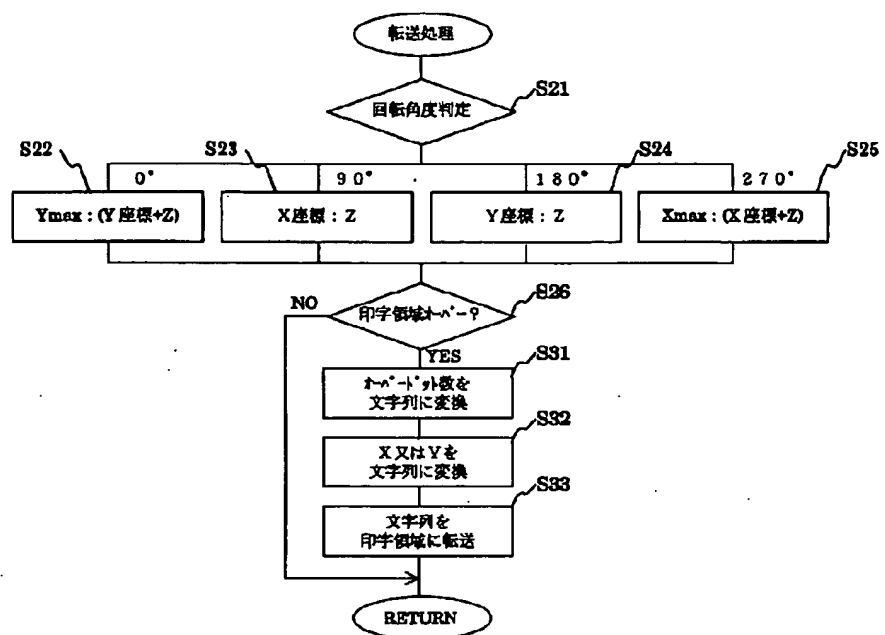 転送処理
S21
回転角度判定
S22
S23
S24
S25
0°
90°
180°
270°
Ymax:(Y座標+Z)
X座標:Z
Y座標:Z
Xmax:(X座標+Z)
S26
NO
印字領域オーバー?
YES
S31
オーバードット数を
文字列に変換
S32
X又はYを
文字列に変換
S33
文字列を
印字領域に転送
RETURN